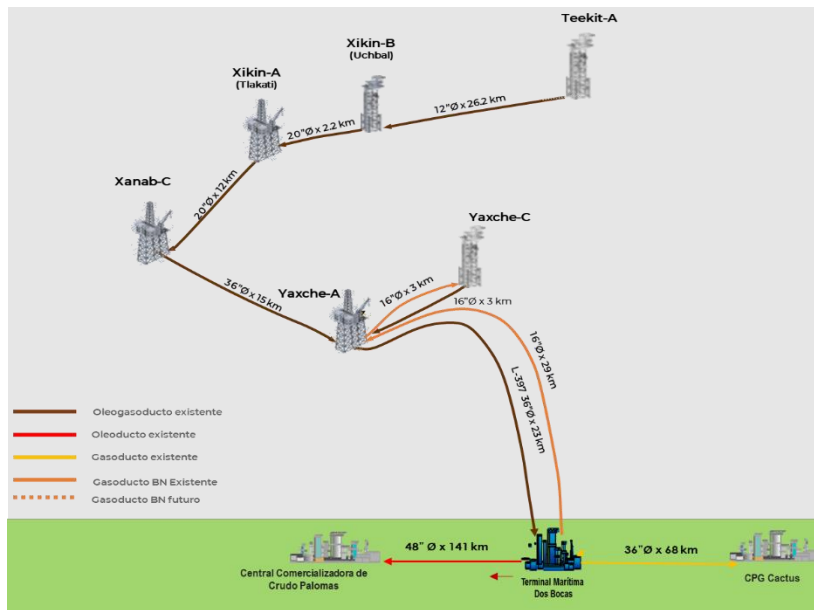 Teekit-A
Xikin-B
(Uchbal)
Xikin-A
(Tlakati)
12"Ø x 26.2 km
20"Ø x 2.2 km
Xanab-C
20"Ø x 12 km
Yaxche-C
36"Ø x 15 km
Yaxche-A
16"Ø x 3 km
16"Ø x 3 km
16"Ø x 29 km
L-397 36"Ø x 23 km
Oleogasoducto existente
Oleoducto existente
Gasoducto existente
Gasoducto BN Existente
Gasoducto BN futuro
48" Ø x 141 km
36"Ø x 68 km
Central Comercializadora de
Crudo Palomas
Terminal Marítima
Dos Bocas
CPG Cactus